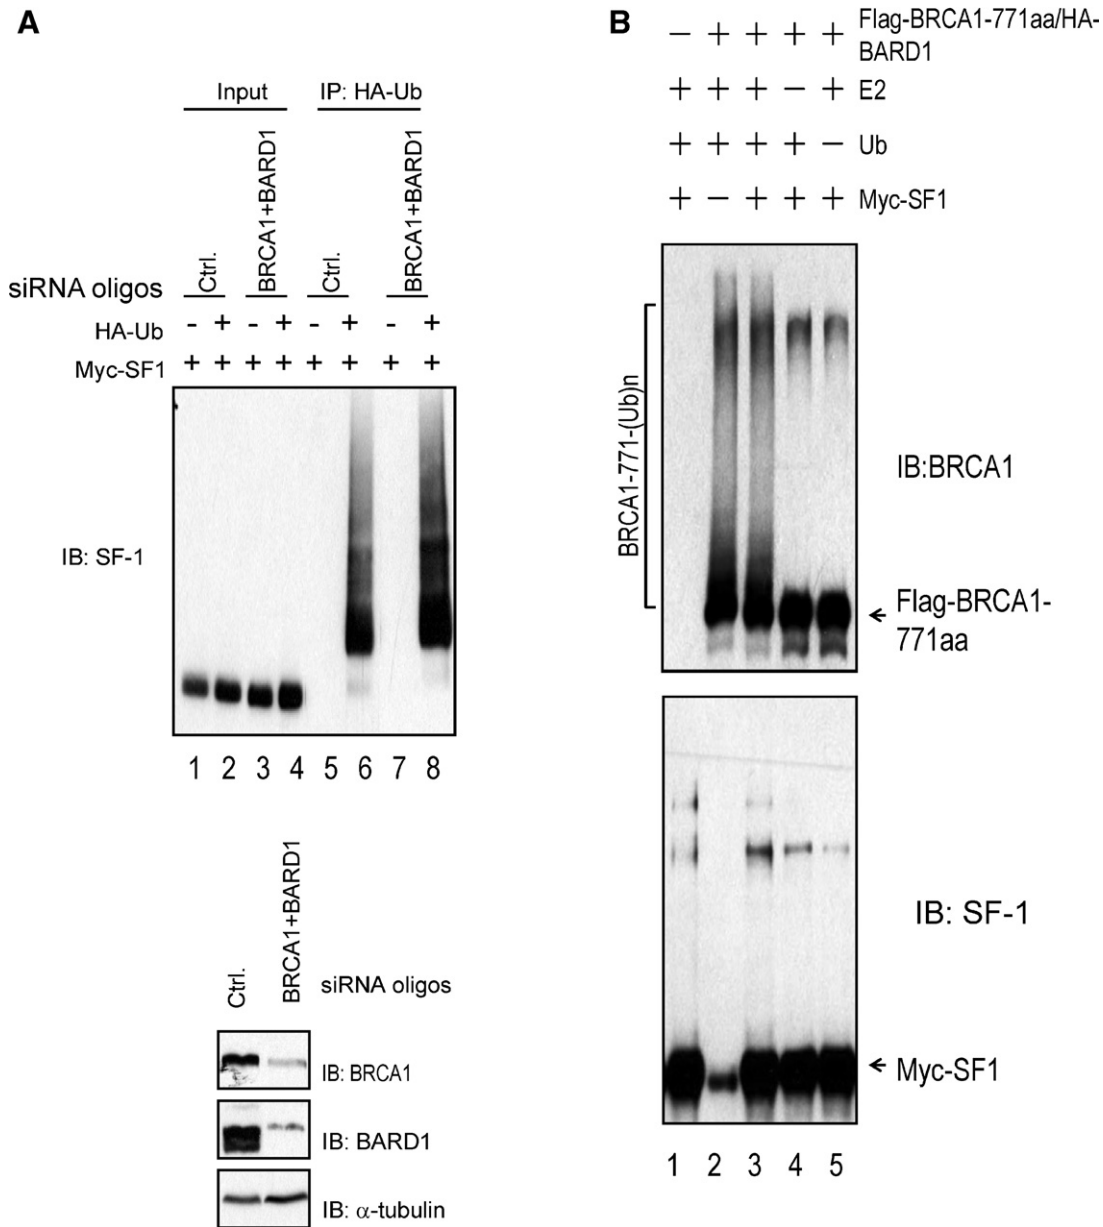 A
Input
IP: HA-Ub
siRNA oligos
Ctrl.
BRCA1+BARD1
Ctrl.
BRCA1+BARD1
HA-Ub - + - + - + - +
Myc-SF1 + + + + + + + +
IB: SF-1
1 2 3 4 5 6 7 8
Ctrl.
BRCA1+BARD1
siRNA oligos
IB: BRCA1
IB: BARD1
IB: α-tubulin
B
− + + + + Flag-BRCA1-771aa/HA-
BARD1
+ + + − + E2
+ + + + − Ub
+ − + + + Myc-SF1
BRCA1-771-(Ub)n
IB:BRCA1
Flag-BRCA1-
771aa
IB: SF-1
Myc-SF1
1 2 3 4 5